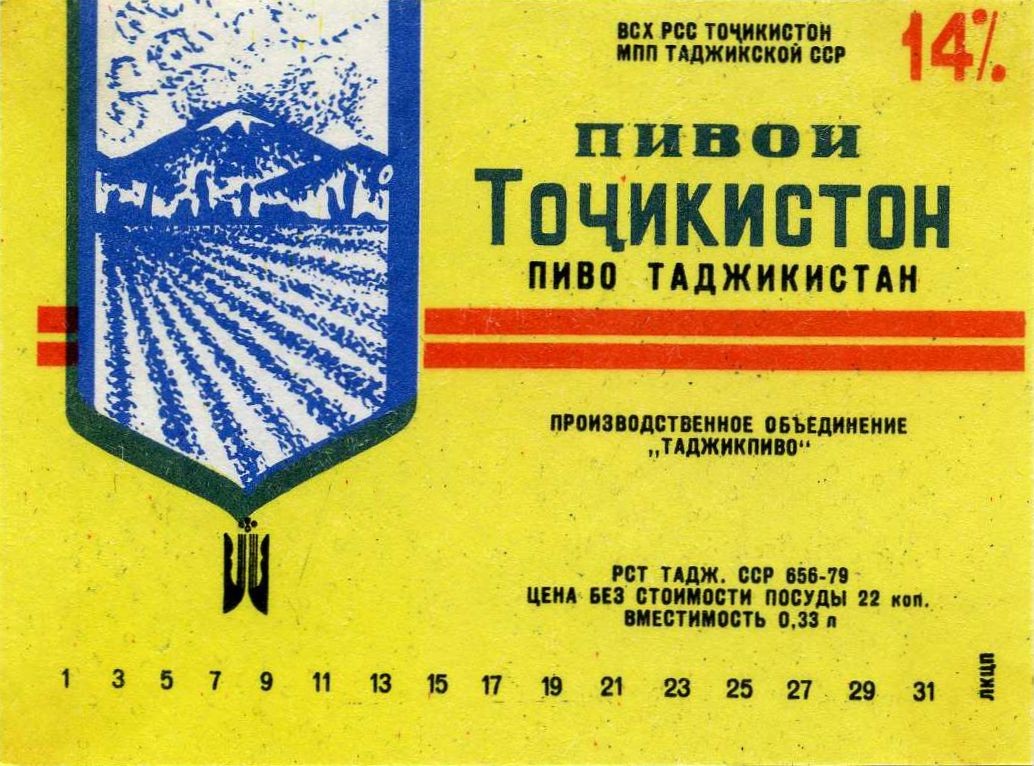 ВСХ РСС ТОҶИКИСТОН
МПП ТАДЖИКСКОЙ ССР
14%
ПИВОИ
ТОҶИКИСТОН
ПИВО ТАДЖИКИСТАН
ПРОИЗВОДСТВЕННОЕ ОБЪЕДИНЕНИЕ
„ТАДЖИКПИВО“
РСТ ТАДЖ. ССР 656-79
ЦЕНА БЕЗ СТОИМОСТИ ПОСУДЫ 22 коп.
ВМЕСТИМОСТЬ 0,33 л
1 3 5 7 9 11 13 15 17 19 21 23 25 27 29 31
ЛКЦП